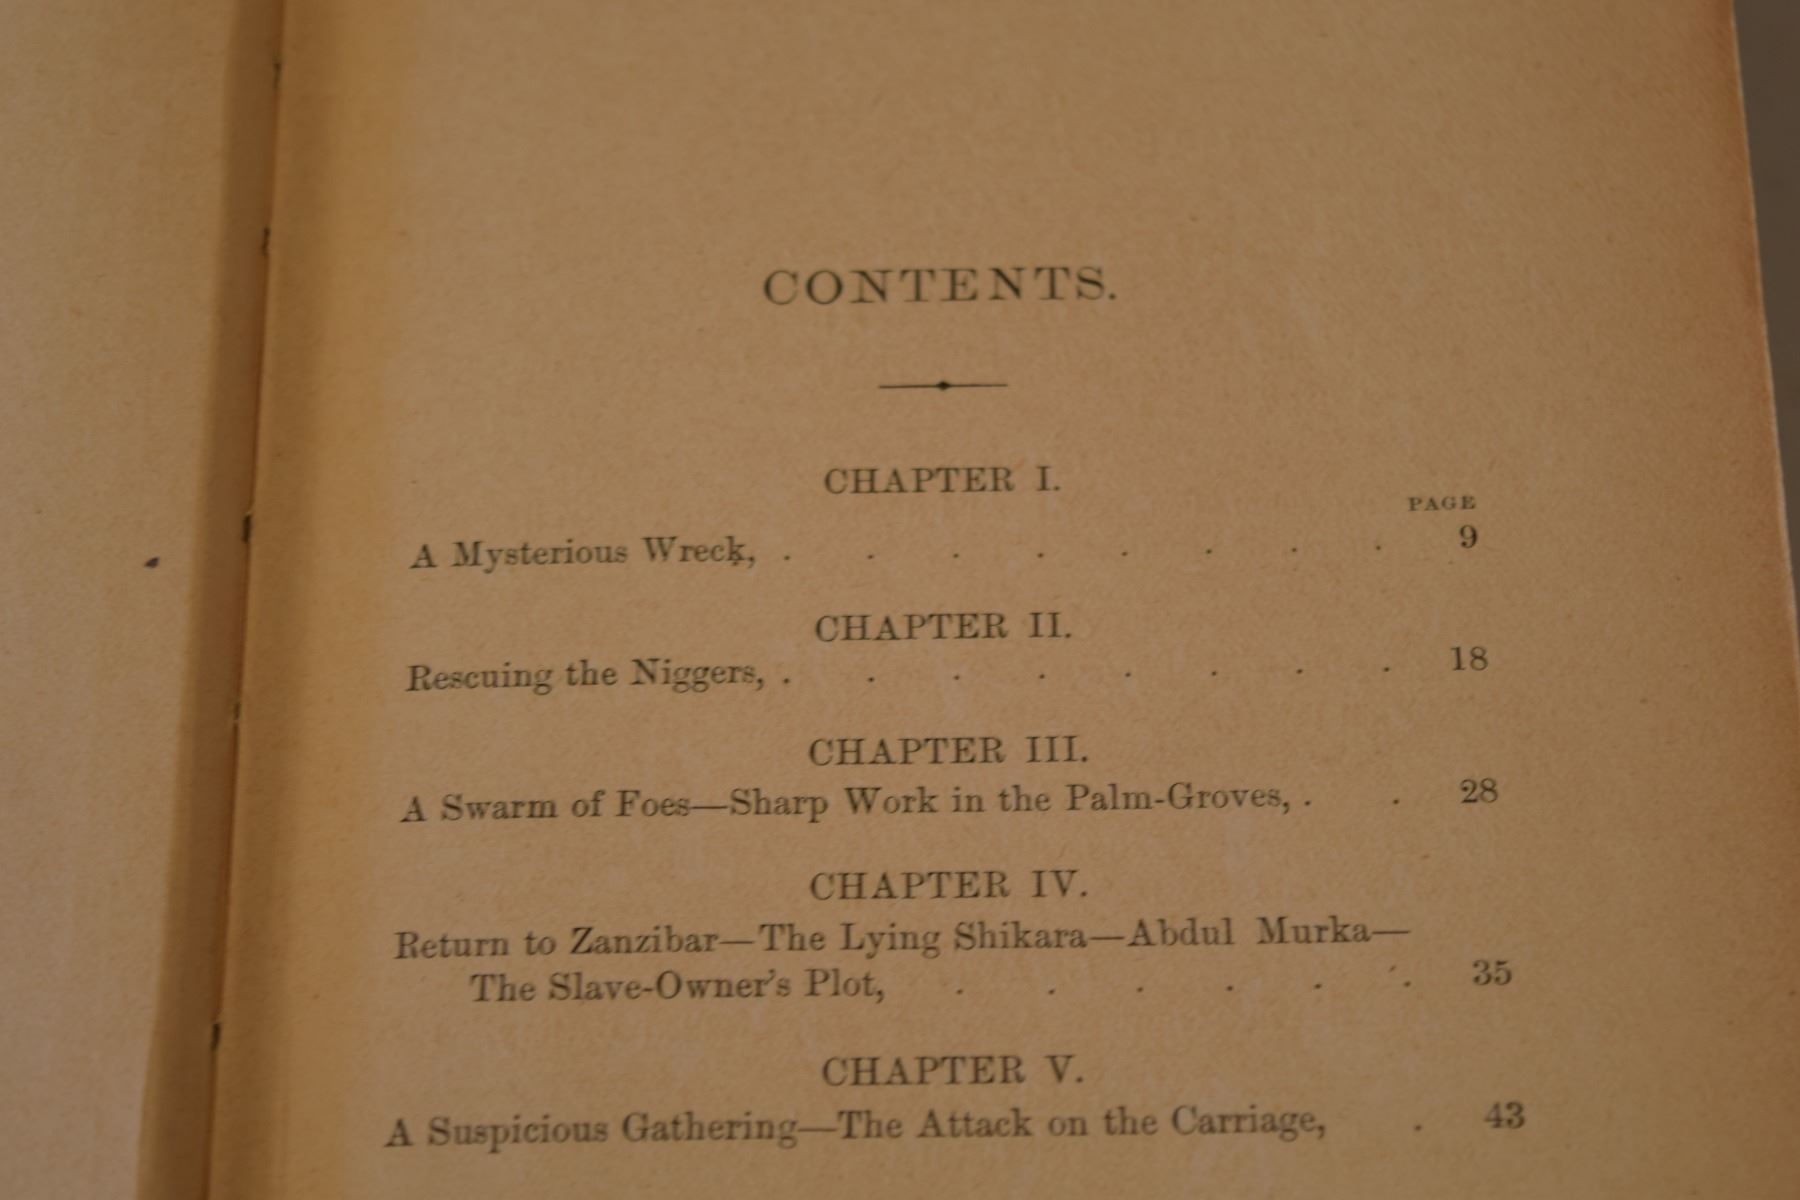 CONTENTS.
CHAPTER I.
PAGE
A Mysterious Wreck, . . . . . . . . 9
CHAPTER II.
Rescuing the Niggers, . . . . . . . . 18
CHAPTER III.
A Swarm of Foes—Sharp Work in the Palm-Groves, . . 28
CHAPTER IV.
Return to Zanzibar—The Lying Shikara—Abdul Murka—
The Slave-Owner's Plot, . . . . . . 35
CHAPTER V.
A Suspicious Gathering—The Attack on the Carriage, . 43